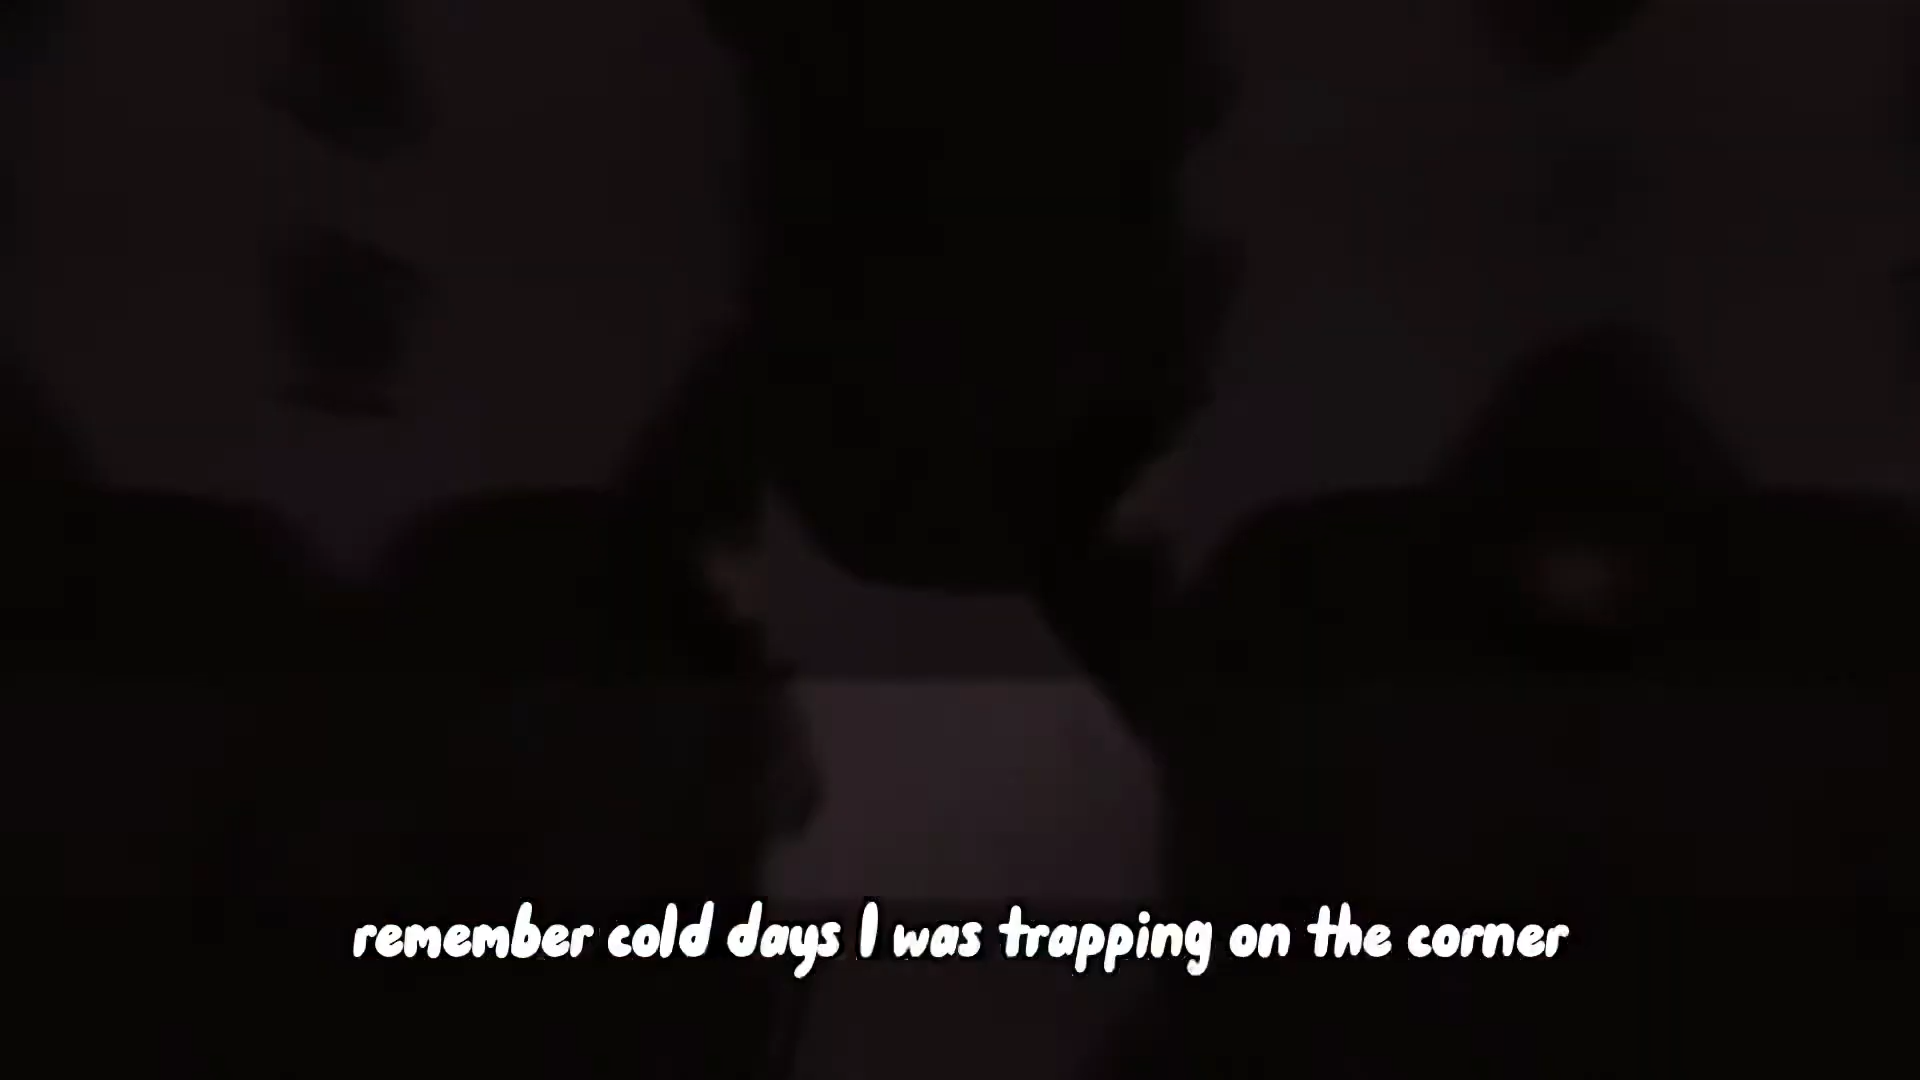 remember cold days I was trapping on the corner